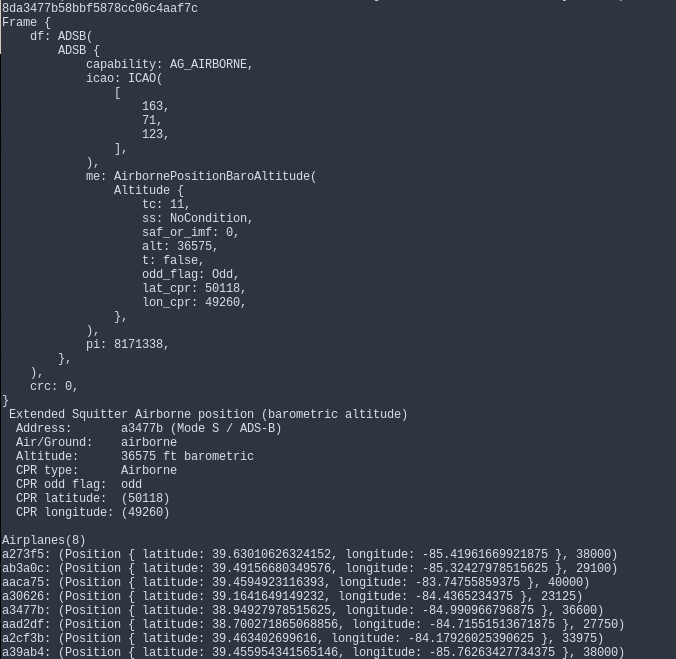 8da3477b58bbf5878cc06c4aaf7c
Frame {
    df: ADSB(
        ADSB {
            capability: AG_AIRBORNE,
            icao: ICAO(
                [
                    163,
                    71,
                    123,
                ],
            ),
            me: AirbornePositionBaroAltitude(
                Altitude {
                    tc: 11,
                    ss: NoCondition,
                    saf_or_imf: 0,
                    alt: 36575,
                    t: false,
                    odd_flag: Odd,
                    lat_cpr: 50118,
                    lon_cpr: 49260,
                },
            ),
            pi: 8171338,
        },
    ),
    crc: 0,
}
 Extended Squitter Airborne position (barometric altitude)
  Address:       a3477b (Mode S / ADS-B)
  Air/Ground:    airborne
  Altitude:      36575 ft barometric
  CPR type:      Airborne
  CPR odd flag:  odd
  CPR latitude:  (50118)
  CPR longitude: (49260)
Airplanes(8)
a273f5: (Position { latitude: 39.63010626324152, longitude: -85.41961669921875 }, 38000)
ab3a0c: (Position { latitude: 39.49156680349576, longitude: -85.32427978515625 }, 29100)
aaca75: (Position { latitude: 39.4594923116393, longitude: -83.74755859375 }, 40000)
a30626: (Position { latitude: 39.1641649149232, longitude: -84.4365234375 }, 23125)
a3477b: (Position { latitude: 38.94927978515625, longitude: -84.990966796875 }, 36600)
aad2df: (Position { latitude: 38.700271865068856, longitude: -84.71551513671875 }, 27750)
a2cf3b: (Position { latitude: 39.463402699616, longitude: -84.17926025390625 }, 33975)
a39ab4: (Position { latitude: 39.455954341565146, longitude: -85.76263427734375 }, 38000)